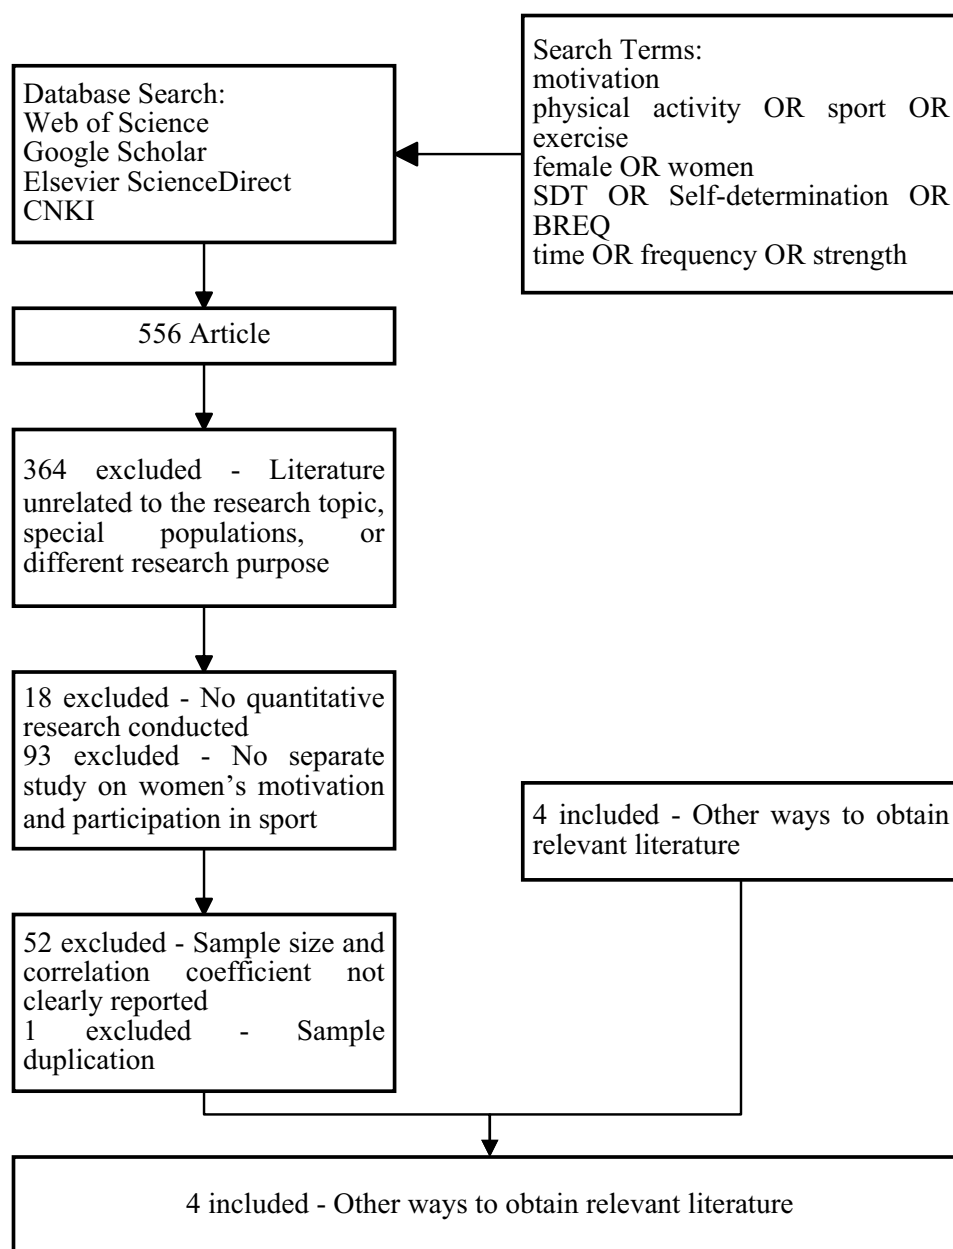 Database Search:
Web of Science
Google Scholar
Elsevier ScienceDirect
CNKI
Search Terms:
motivation
physical activity OR sport OR
exercise
female OR women
SDT OR Self-determination OR
BREQ
time OR frequency OR strength
556 Article
364 excluded - Literature
unrelated to the research topic,
special populations, or
different research purpose
18 excluded - No quantitative
research conducted
93 excluded - No separate
study on women’s motivation
and participation in sport
4 included - Other ways to obtain
relevant literature
52 excluded - Sample size and
correlation coefficient not
clearly reported
1 excluded - Sample
duplication
4 included - Other ways to obtain relevant literature